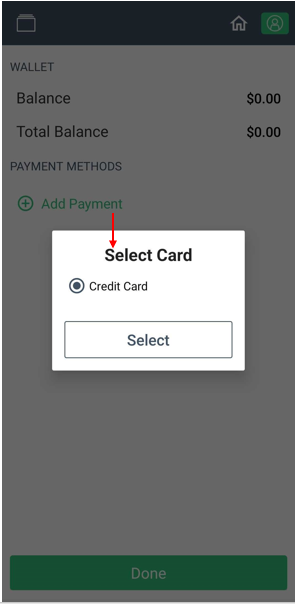 WALLET
Balance $0.00
Total Balance $0.00
PAYMENT METHODS
Add Payment
Select Card
Credit Card
Select
Done